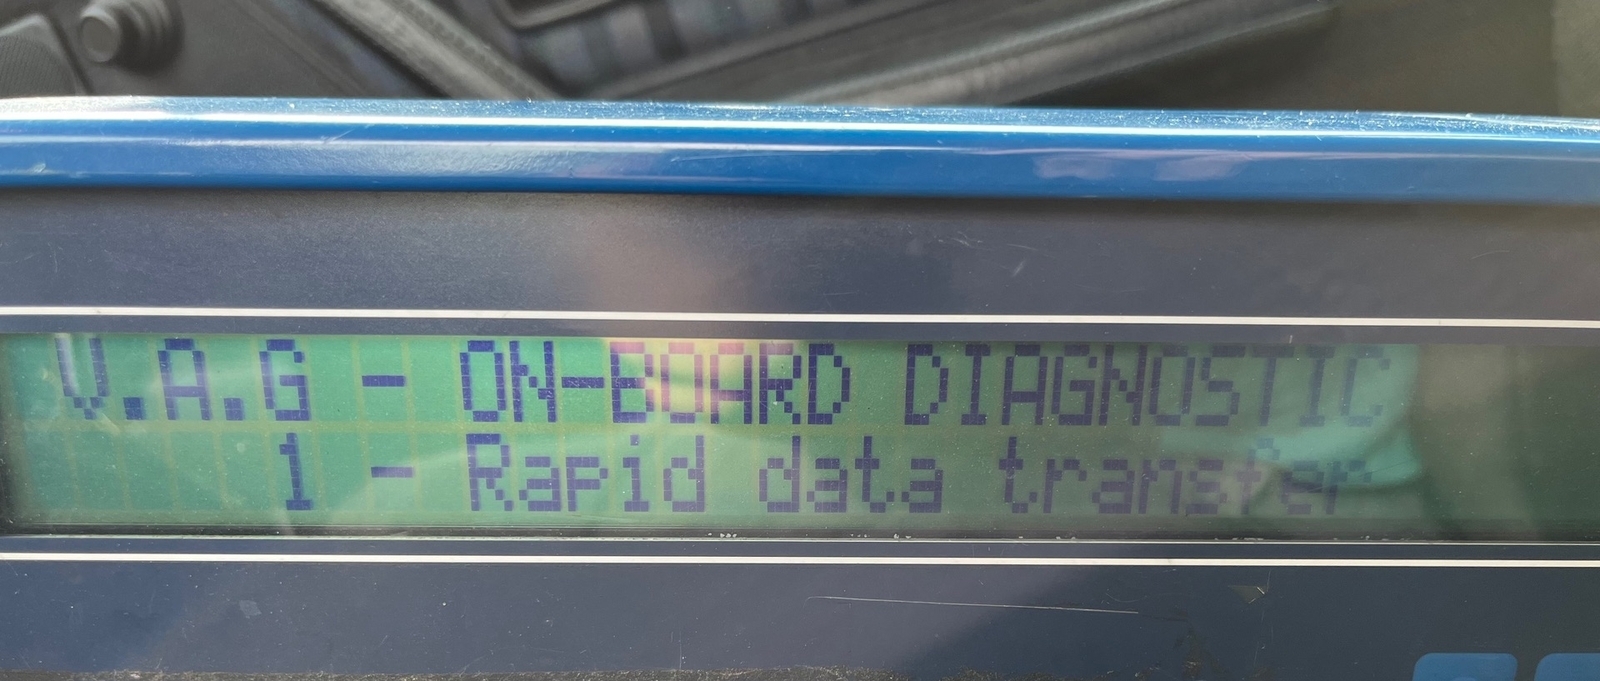 V.A.G - ON-BOARD DIAGNOSTIC
1 - Rapid data transfer